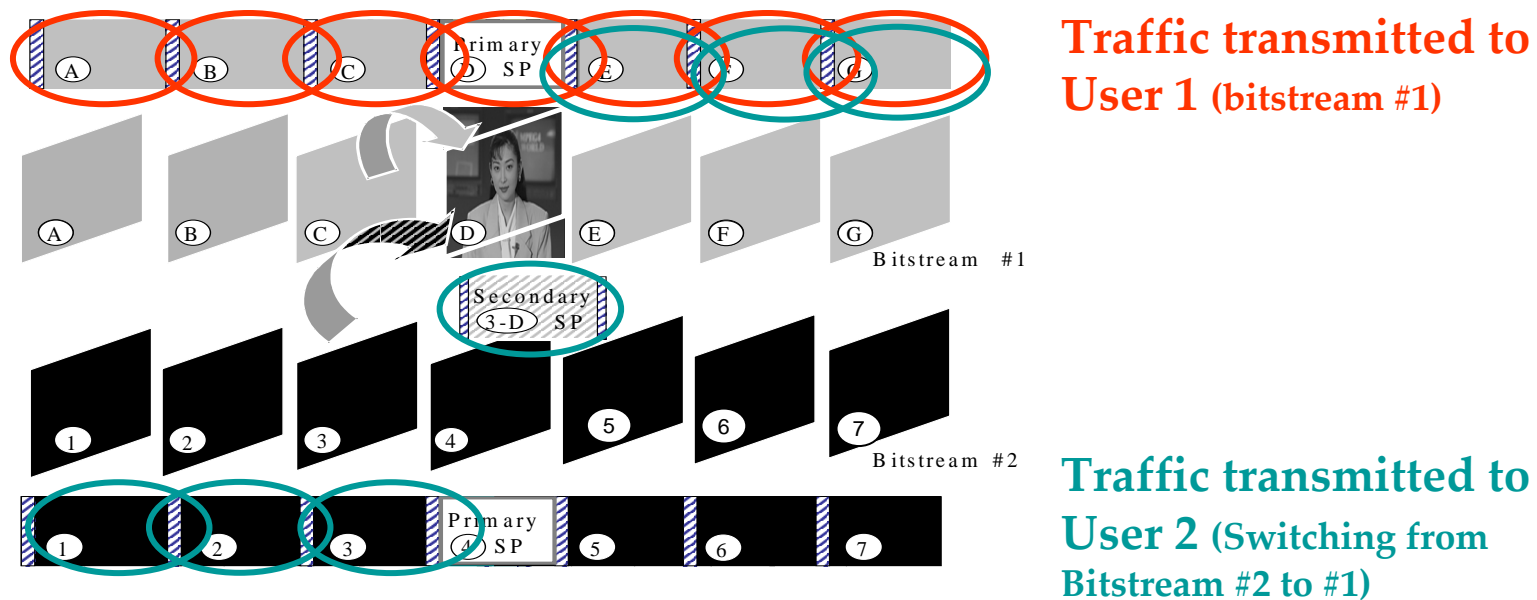 Primary
A B C D SP E F G
Traffic transmitted to
User 1 (bitstream #1)
MPEG4
WORLD
A B C D E F G
Bitstream #1
Secondary
3-D SP
1 2 3 4 5 6 7
Bitstream #2
Primary
1 2 3 4 SP 5 6 7
Traffic transmitted to
User 2 (Switching from
Bitstream #2 to #1)